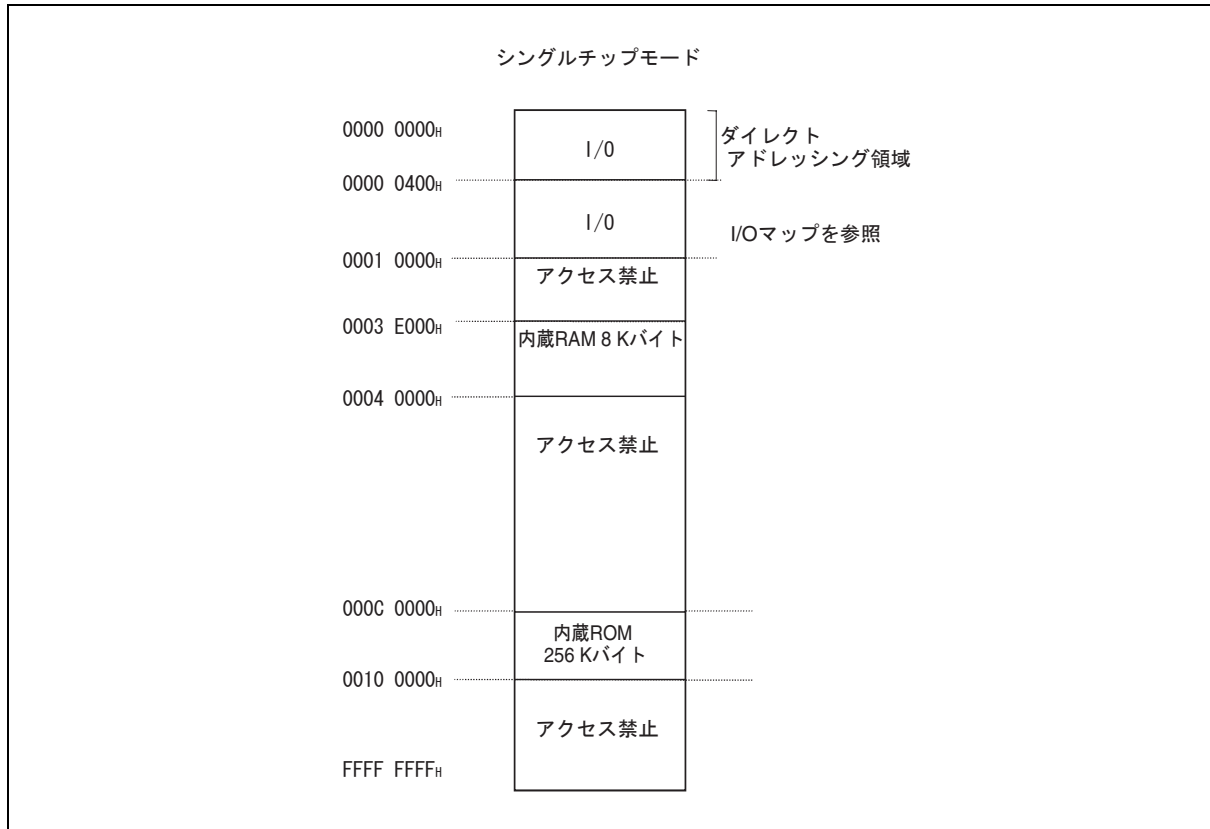 シングルチップモード
0000 0000H
I/O
ダイレクト
アドレッシング領域
0000 0400H
I/O
I/Oマップを参照
0001 0000H
アクセス禁止
0003 E000H
内蔵RAM 8 Kバイト
0004 0000H
アクセス禁止
000C 0000H
内蔵ROM
256 Kバイト
0010 0000H
アクセス禁止
FFFF FFFFH